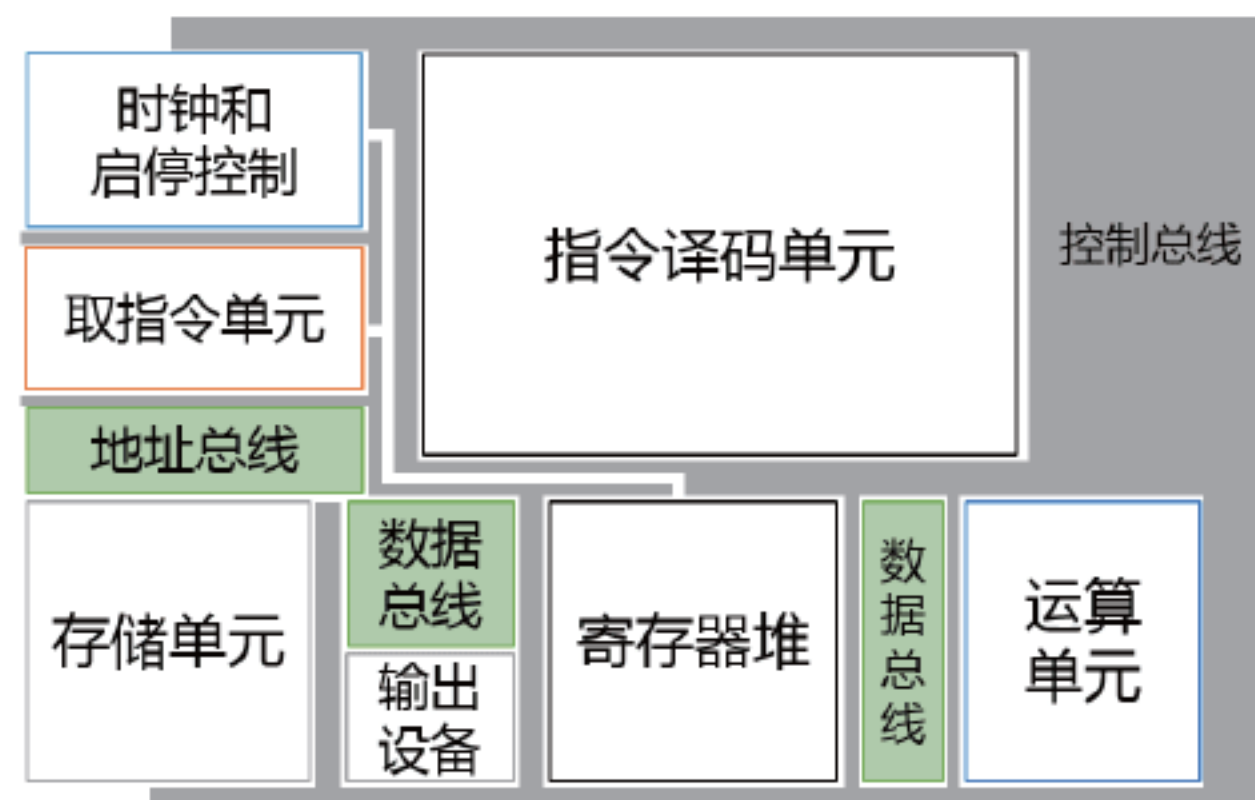 时钟和
启停控制
指令译码单元
控制总线
取指令单元
地址总线
存储单元
数据
总线
输出
设备
寄存器堆
数
据
总
线
运算
单元